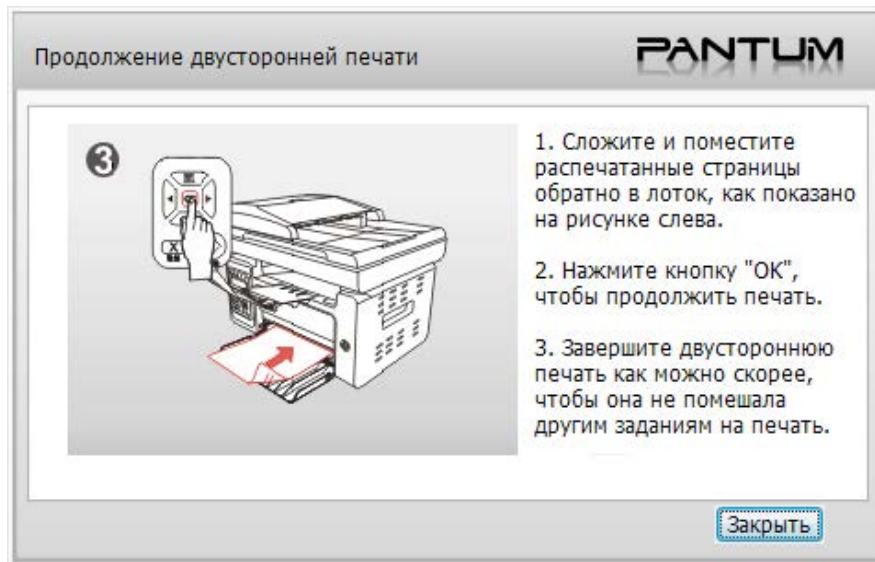 Продолжение двусторонней печати
PANTUM
3
1. Сложите и поместите
распечатанные страницы
обратно в лоток, как показано
на рисунке слева.
2. Нажмите кнопку "ОК",
чтобы продолжить печать.
3. Завершите двустороннюю
печать как можно скорее,
чтобы она не помешала
другим заданиям на печать.
Закрыть